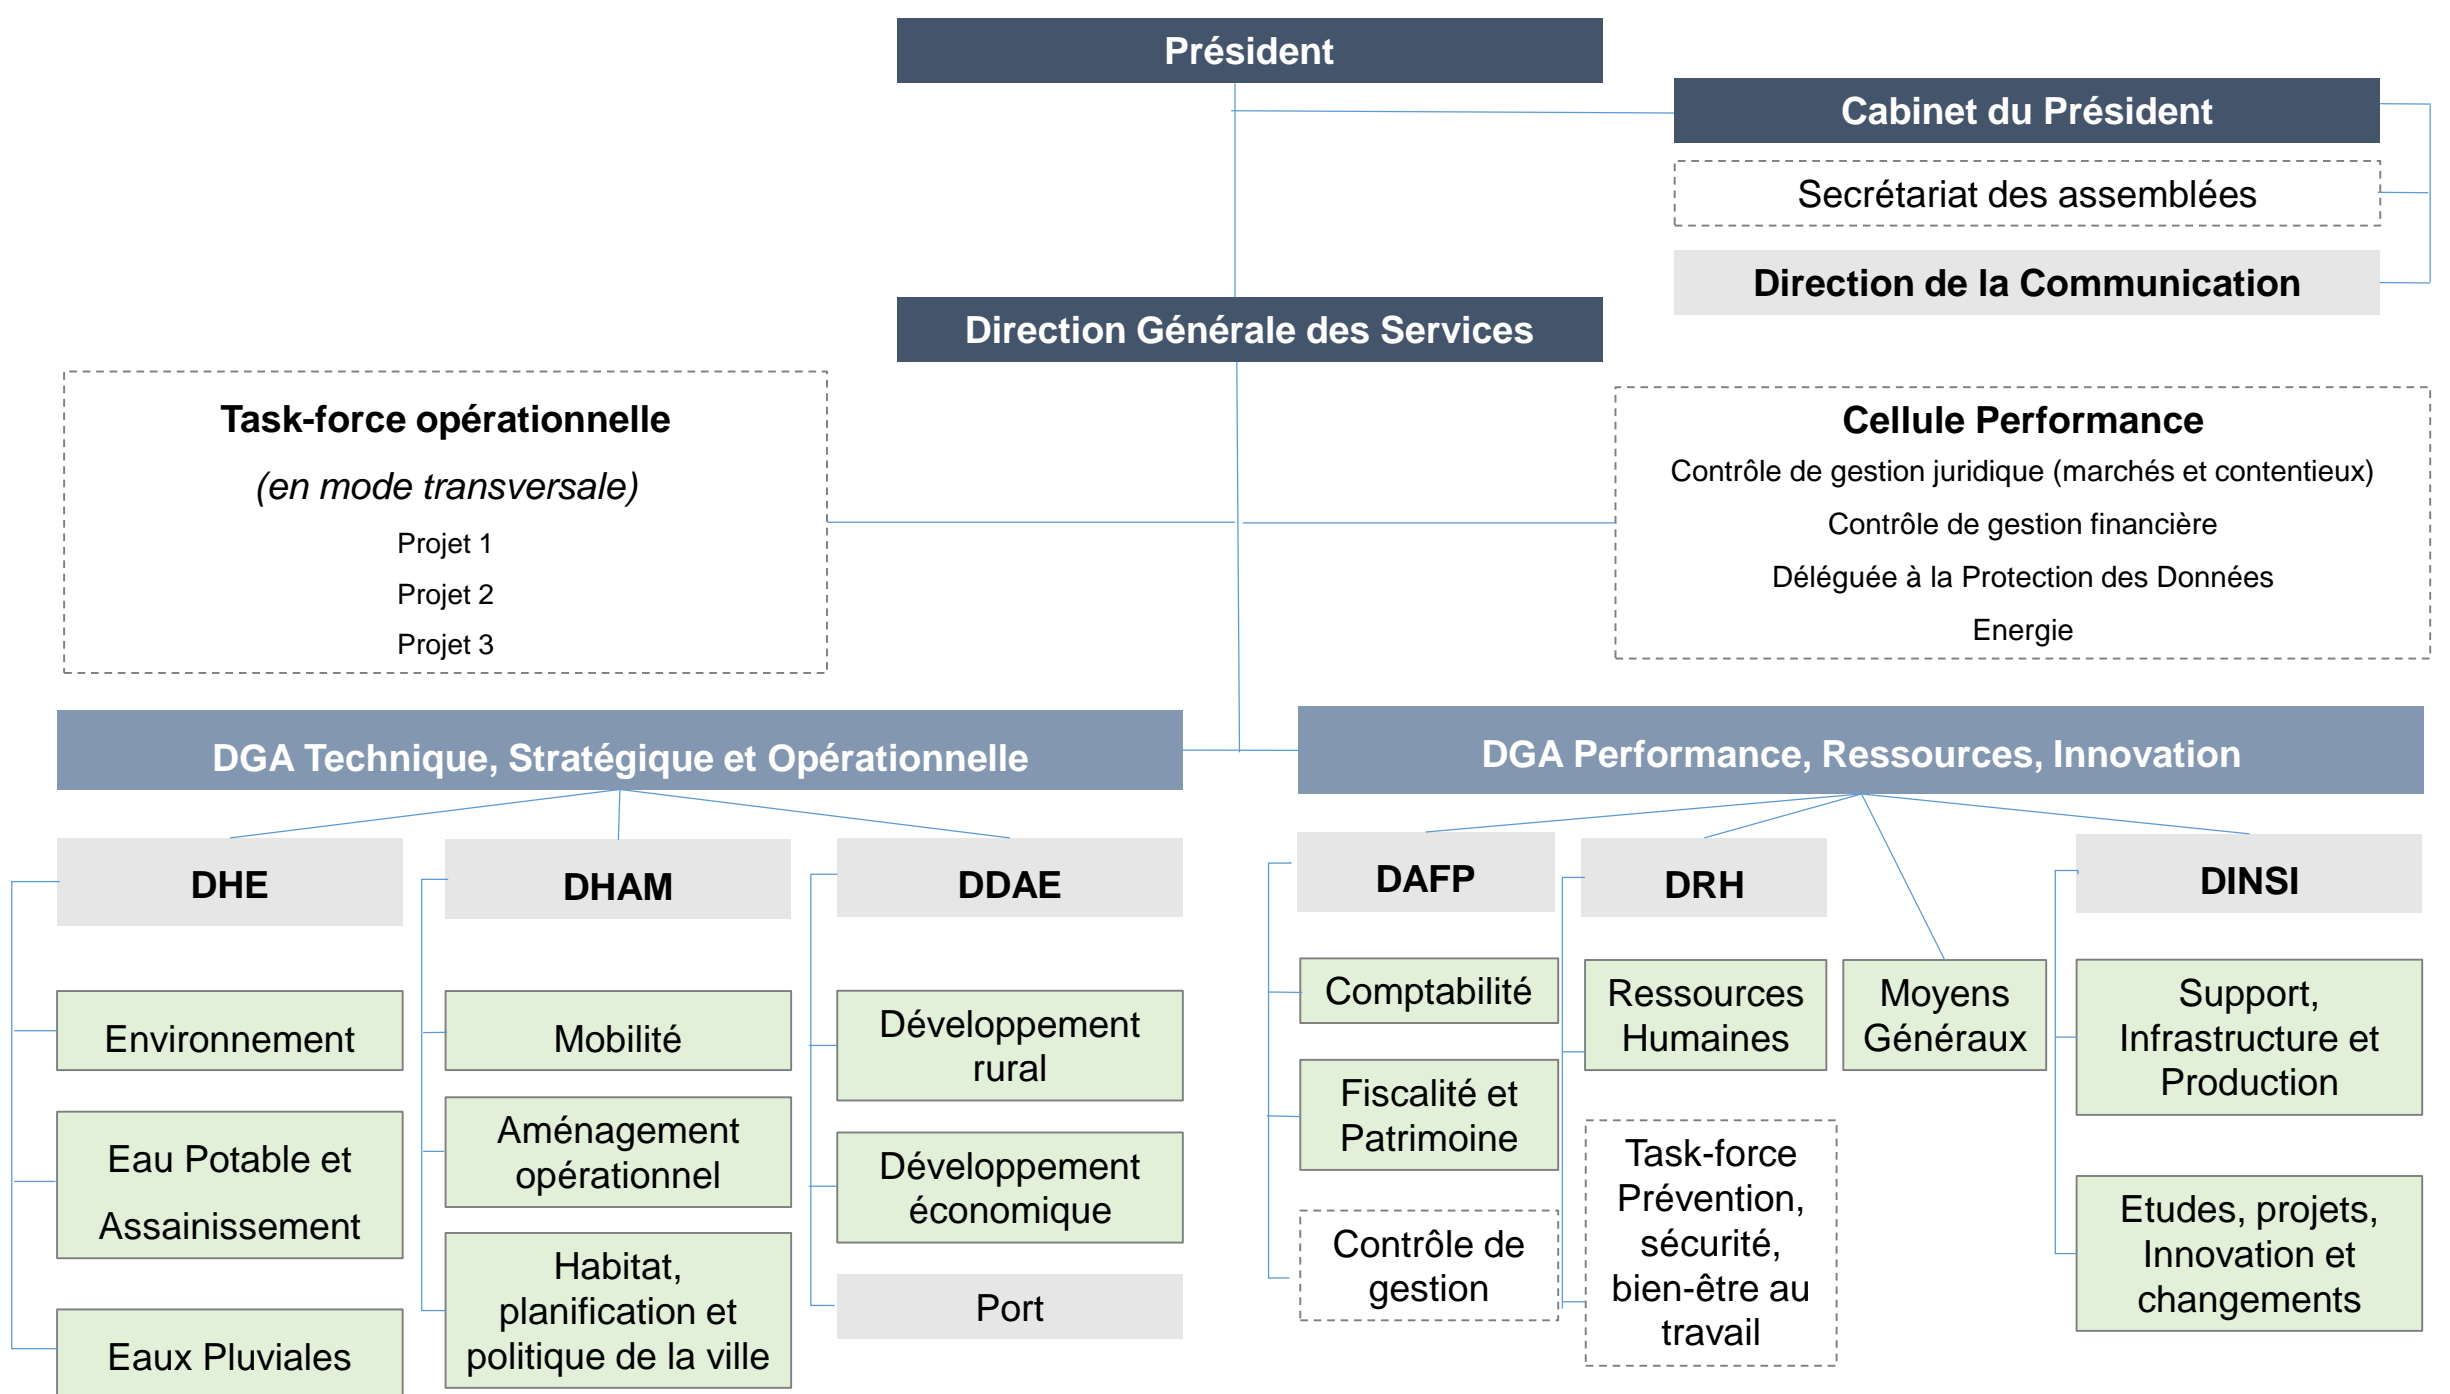 Président
Cabinet du Président
Secrétariat des assemblées
Direction de la Communication
Direction Générale des Services
Task-force opérationnelle
(en mode transversale)
Projet 1
Projet 2
Projet 3
Cellule Performance
Contrôle de gestion juridique (marchés et contentieux)
Contrôle de gestion financière
Déléguée à la Protection des Données
Energie
DGA Technique, Stratégique et Opérationnelle
DGA Performance, Ressources, Innovation
DHE
Environnement
Eau Potable et
Assainissement
Eaux Pluviales
DHAM
Mobilité
Aménagement
opérationnel
Habitat,
planification et
politique de la ville
DDAE
Développement
rural
Développement
économique
Port
DAFP
Comptabilité
Fiscalité et
Patrimoine
Contrôle de
gestion
DRH
Ressources
Humaines
Task-force
Prévention,
sécurité,
bien-être au
travail
Moyens
Généraux
DINSI
Support,
Infrastructure et
Production
Etudes, projets,
Innovation et
changements